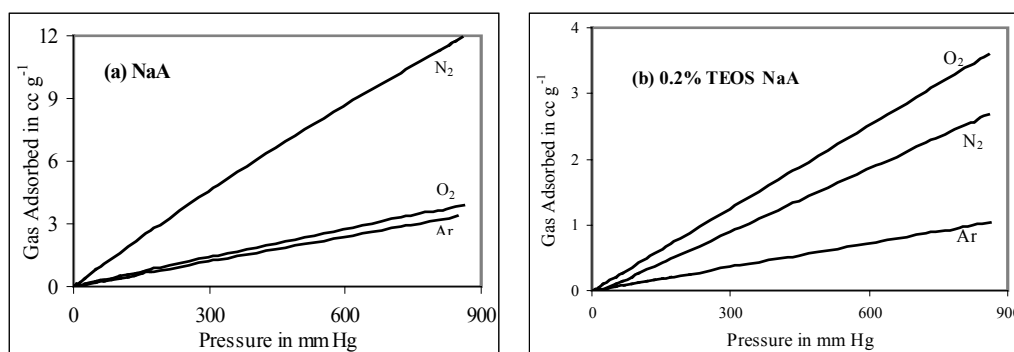 12
9
6
3
0
Gas Adsorbed in cc g⁻¹
(a) NaA
N₂
O₂
Ar
0
300
600
900
Pressure in mm Hg
4
3
2
1
0
Gas Adsorbed in cc g⁻¹
(b) 0.2% TEOS NaA
O₂
N₂
Ar
0
300
600
900
Pressure in mm Hg